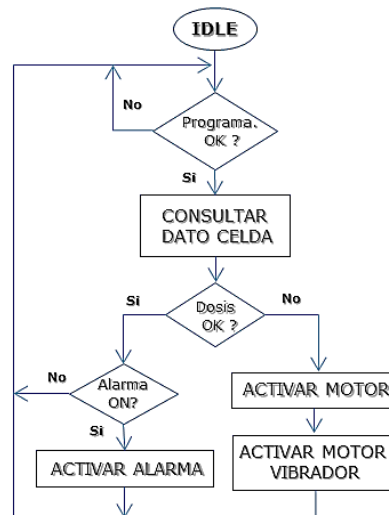 IDLE
No
Programa.
OK ?
Si
CONSULTAR
DATO CELDA
Si
Dosis
OK ?
No
No
Alarma
ON?
Si
ACTIVAR MOTOR
ACTIVAR ALARMA
ACTIVAR MOTOR
VIBRADOR